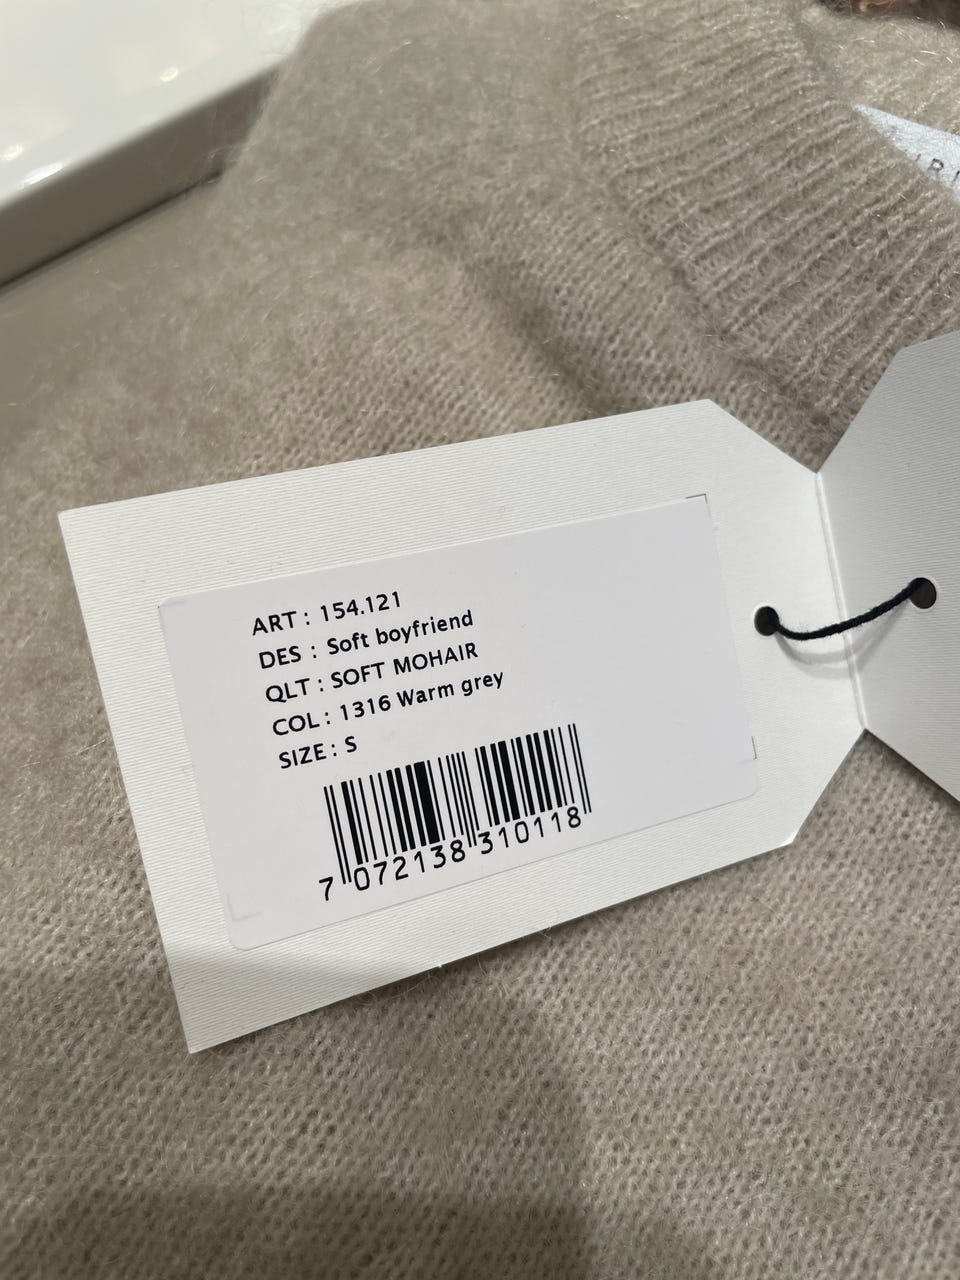 ART : 154.121
DES : Soft boyfriend
QLT : SOFT MOHAIR
COL : 1316 Warm grey
SIZE : S
7 072138 310118